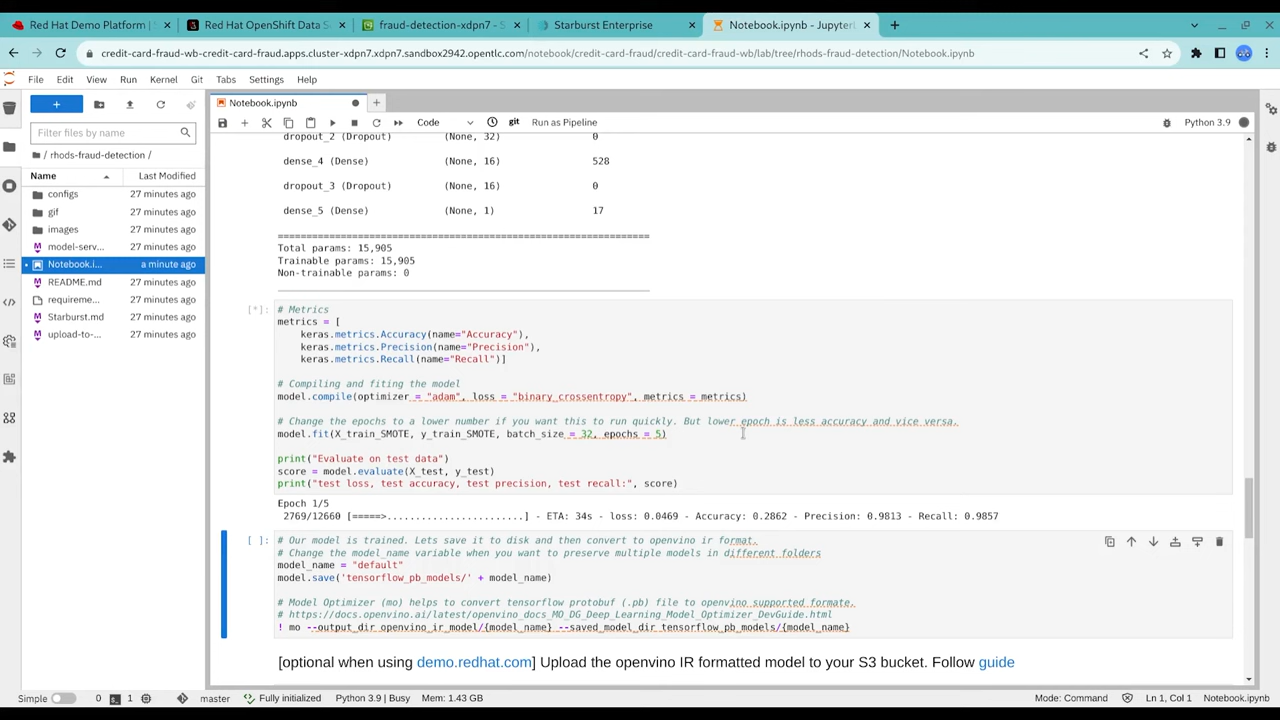 Red Hat Demo Platform | S
Red Hat OpenShift Data S
fraud-detection-xdpn7 - S
Starburst Enterprise
Notebook.ipynb - Jupyter
credit-card-fraud-wb-credit-card-fraud.apps.cluster-xdpn7.xdpn7.sandbox2942.opentlc.com/notebook/credit-card-fraud/credit-card-fraud-wb/lab/tree/rhods-fraud-detection/Notebook.ipynb
File Edit View Run Kernel Git Tabs Settings Help
Notebook.ipynb
Filter files by name
Code
git
Run as Pipeline
Python 3.9
/ rhods-fraud-detection /
Name Last Modified
configs 27 minutes ago
gif 27 minutes ago
images 27 minutes ago
model-serv... 27 minutes ago
Notebook.i... a minute ago
README.md 27 minutes ago
requireme... 27 minutes ago
Starburst.md 27 minutes ago
upload-to-... 27 minutes ago
dropout_2 (Dropout) (None, 32) 0
dense_4 (Dense) (None, 16) 528
dropout_3 (Dropout) (None, 16) 0
dense_5 (Dense) (None, 1) 17
=================================================================
Total params: 15,905
Trainable params: 15,905
Non-trainable params: 0
[*]: # Metrics
metrics = [
keras.metrics.Accuracy(name="Accuracy"),
keras.metrics.Precision(name="Precision"),
keras.metrics.Recall(name="Recall")]
# Compiling and fiting the model
model.compile(optimizer = "adam", loss = "binary_crossentropy", metrics = metrics)
# Change the epochs to a lower number if you want this to run quickly. But lower epoch is less accuracy and vice versa.
model.fit(X_train_SMOTE, y_train_SMOTE, batch_size = 32, epochs = 5)
print("Evaluate on test data")
score = model.evaluate(X_test, y_test)
print("test loss, test accuracy, test precision, test recall:", score)
Epoch 1/5
2769/12660 [=====>........................] - ETA: 34s - loss: 0.0469 - Accuracy: 0.2862 - Precision: 0.9813 - Recall: 0.9857
[ ]: # Our model is trained. Lets save it to disk and then convert to openvino ir format.
# Change the model_name variable when you want to preserve multiple models in different folders
model_name = "default"
model.save('tensorflow_pb_models/' + model_name)
# Model Optimizer (mo) helps to convert tensorflow protobuf (.pb) file to openvino supported formate.
# https://docs.openvino.ai/latest/openvino_docs_MO_DG_Deep_Learning_Model_Optimizer_DevGuide.html
! mo --output_dir openvino_ir_model/{model_name} --saved_model_dir tensorflow_pb_models/{model_name}
[optional when using demo.redhat.com] Upload the openvino IR formatted model to your S3 bucket. Follow guide
Simple 0 1 master Fully initialized Python 3.9 | Busy Mem: 1.43 GB Mode: Command Ln 1, Col 1 Notebook.ipynb